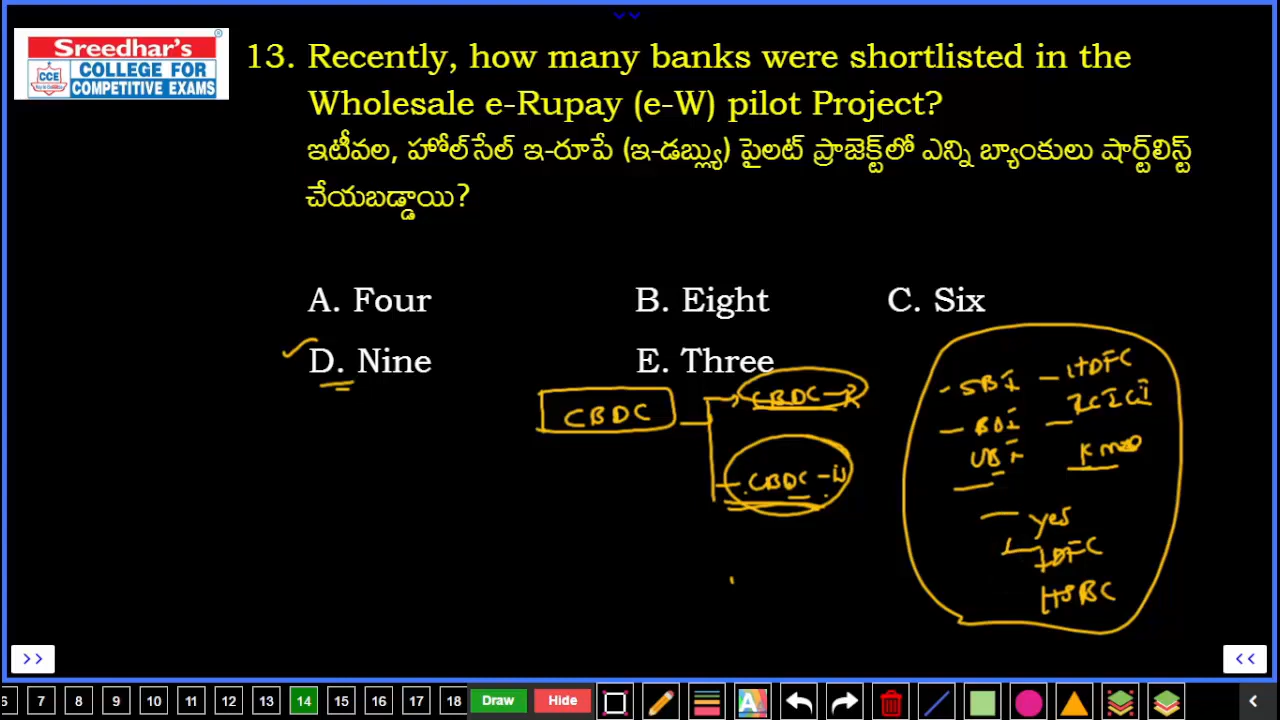 Sreedhar's
CCE
COLLEGE FOR
COMPETITIVE EXAMS
13. Recently, how many banks were shortlisted in the
Wholesale e-Rupay (e-W) pilot Project?
ఇటీవల, హోల్‌సేల్ ఇ-రూపే (ఇ-డబ్ల్యు) పైలట్ ప్రాజెక్ట్‌లో ఎన్ని బ్యాంకులు షార్ట్‌లిస్ట్
చేయబడ్డాయి?
A. Four B. Eight C. Six
D. Nine E. Three
CBDC
CBDC-R
CBDC-W
SBI HDFC
ICICI
UBI
yes
IDFC
HSBC
>> <<
7 8 9 10 11 12 13 14 15 16 17 18 Draw Hide